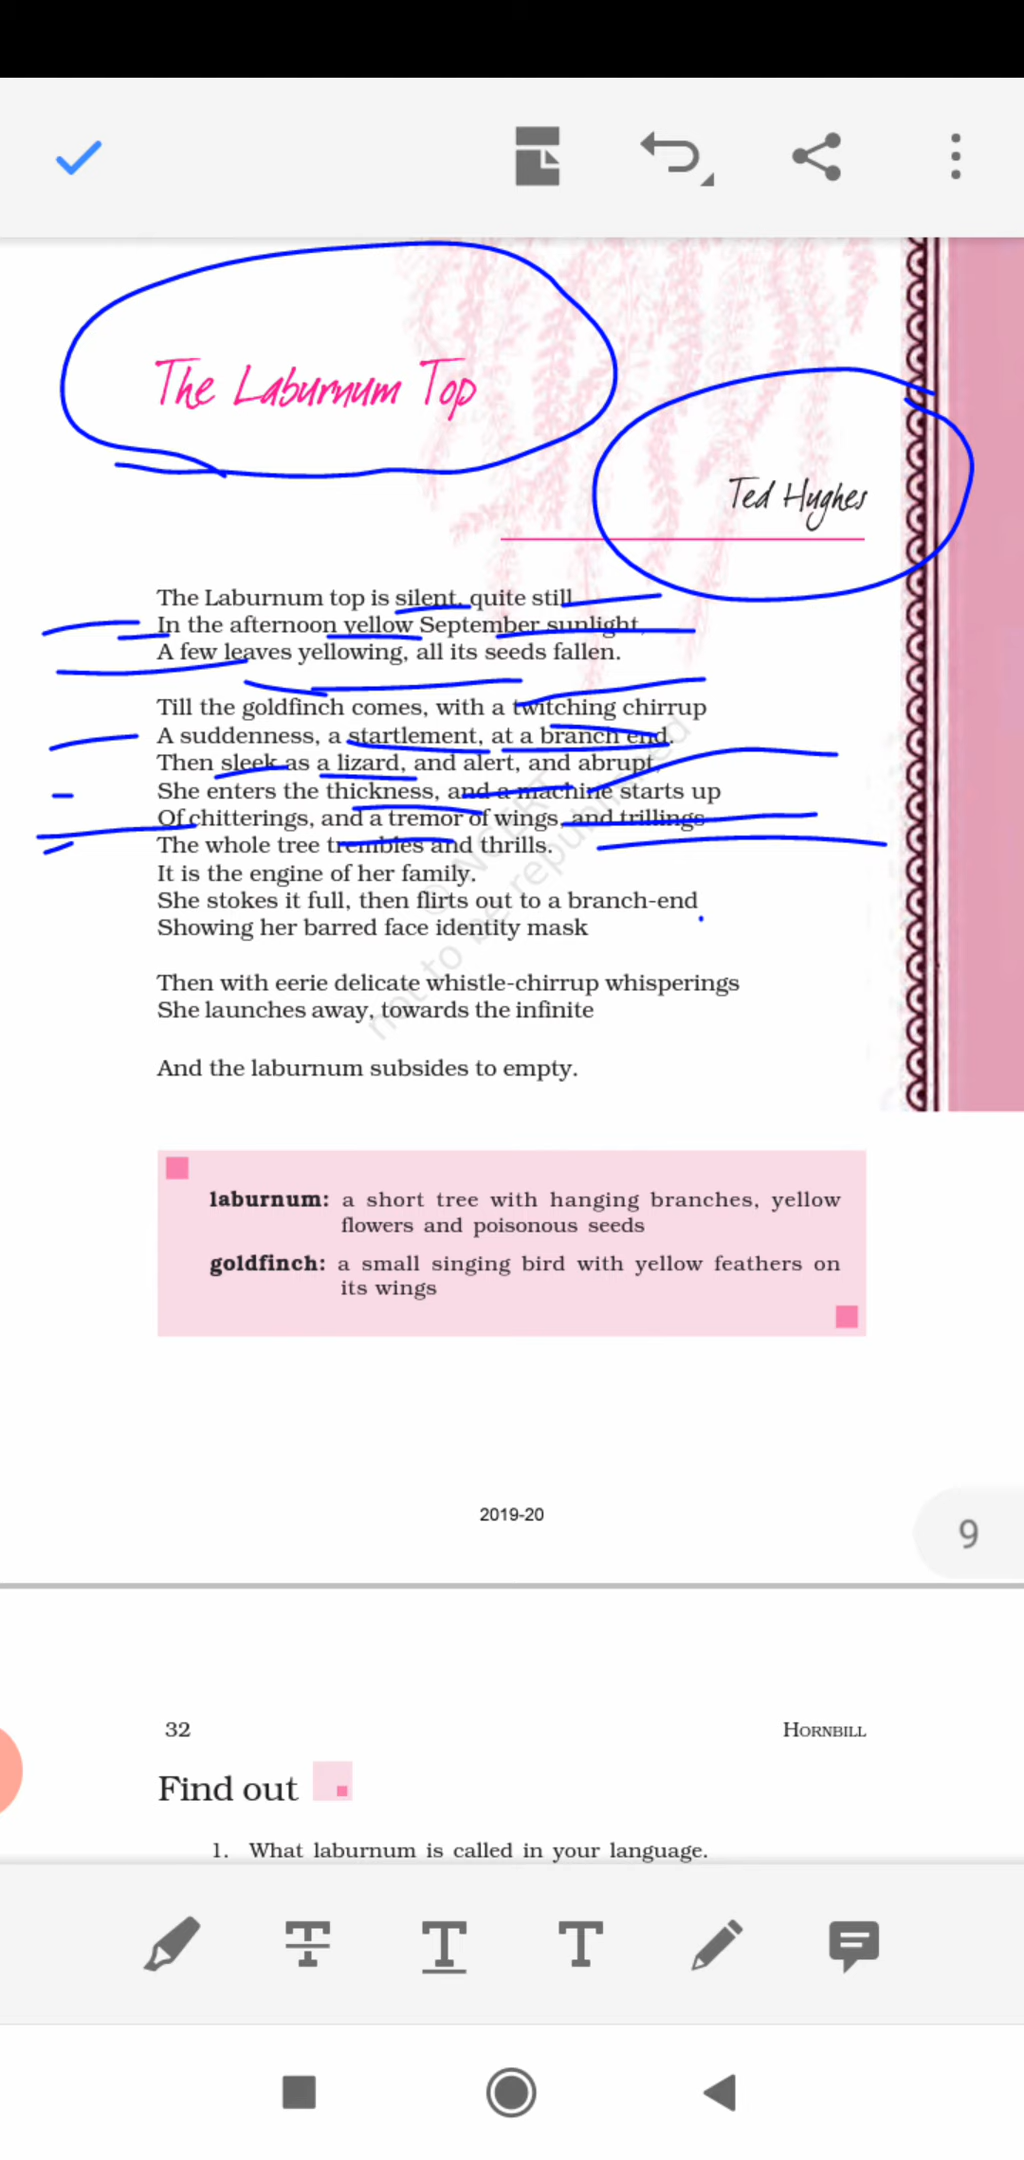 The Laburnum Top
Ted Hughes
The Laburnum top is silent, quite still
In the afternoon yellow September sunlight,
A few leaves yellowing, all its seeds fallen.
Till the goldfinch comes, with a twitching chirrup
A suddenness, a startlement, at a branch end.
Then sleek as a lizard, and alert, and abrupt,
She enters the thickness, and a machine starts up
Of chitterings, and a tremor of wings, and trillings
The whole tree trembles and thrills.
It is the engine of her family.
She stokes it full, then flirts out to a branch-end
Showing her barred face identity mask
Then with eerie delicate whistle-chirrup whisperings
She launches away, towards the infinite
And the laburnum subsides to empty.
© NCERT
not to be republished
laburnum: a short tree with hanging branches, yellow
flowers and poisonous seeds
goldfinch: a small singing bird with yellow feathers on
its wings
2019-20
9
32 HORNBILL
Find out
1. What laburnum is called in your language.